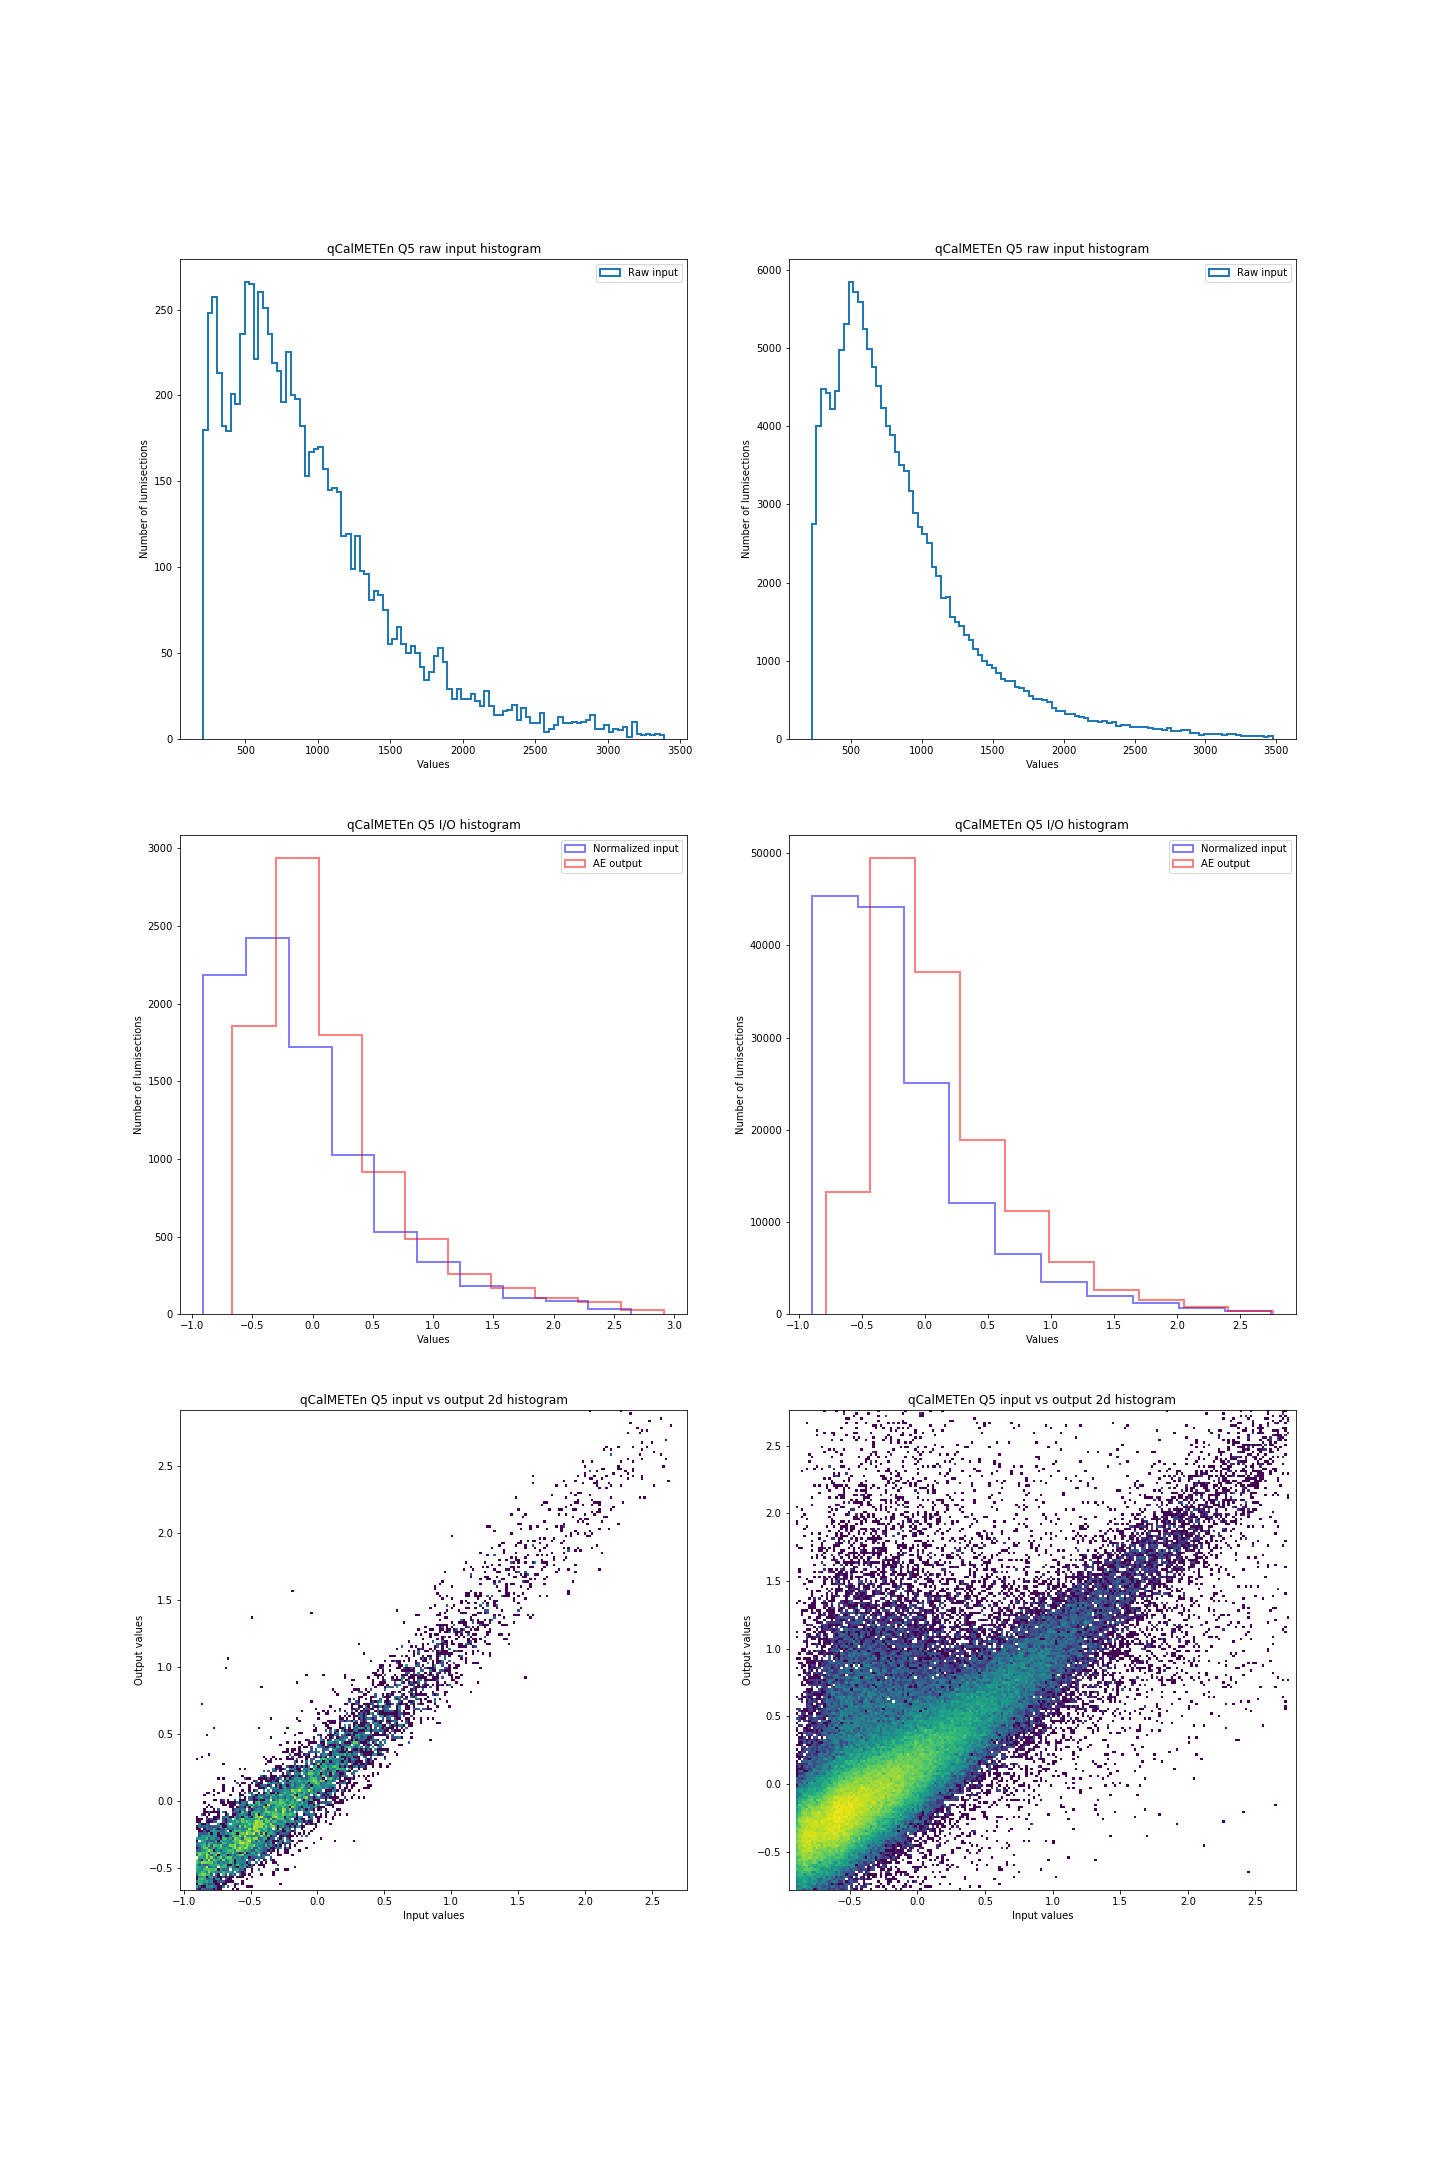 qCalMETEn Q5 raw input histogram
Raw input
250
200
150
100
50
0
Number of lumisections
500 1000 1500 2000 2500 3000 3500
Values
qCalMETEn Q5 raw input histogram
Raw input
6000
5000
4000
3000
2000
1000
0
Number of lumisections
500 1000 1500 2000 2500 3000 3500
Values
qCalMETEn Q5 I/O histogram
Normalized input
AE output
3000
2500
2000
1500
1000
500
0
Number of lumisections
−1.0 −0.5 0.0 0.5 1.0 1.5 2.0 2.5 3.0
Values
qCalMETEn Q5 I/O histogram
Normalized input
AE output
50000
40000
30000
20000
10000
0
Number of lumisections
−1.0 −0.5 0.0 0.5 1.0 1.5 2.0 2.5
Values
qCalMETEn Q5 input vs output 2d histogram
2.5
2.0
1.5
1.0
0.5
0.0
−0.5
Output values
−1.0 −0.5 0.0 0.5 1.0 1.5 2.0 2.5
Input values
qCalMETEn Q5 input vs output 2d histogram
2.5
2.0
1.5
1.0
0.5
0.0
−0.5
Output values
−0.5 0.0 0.5 1.0 1.5 2.0 2.5
Input values